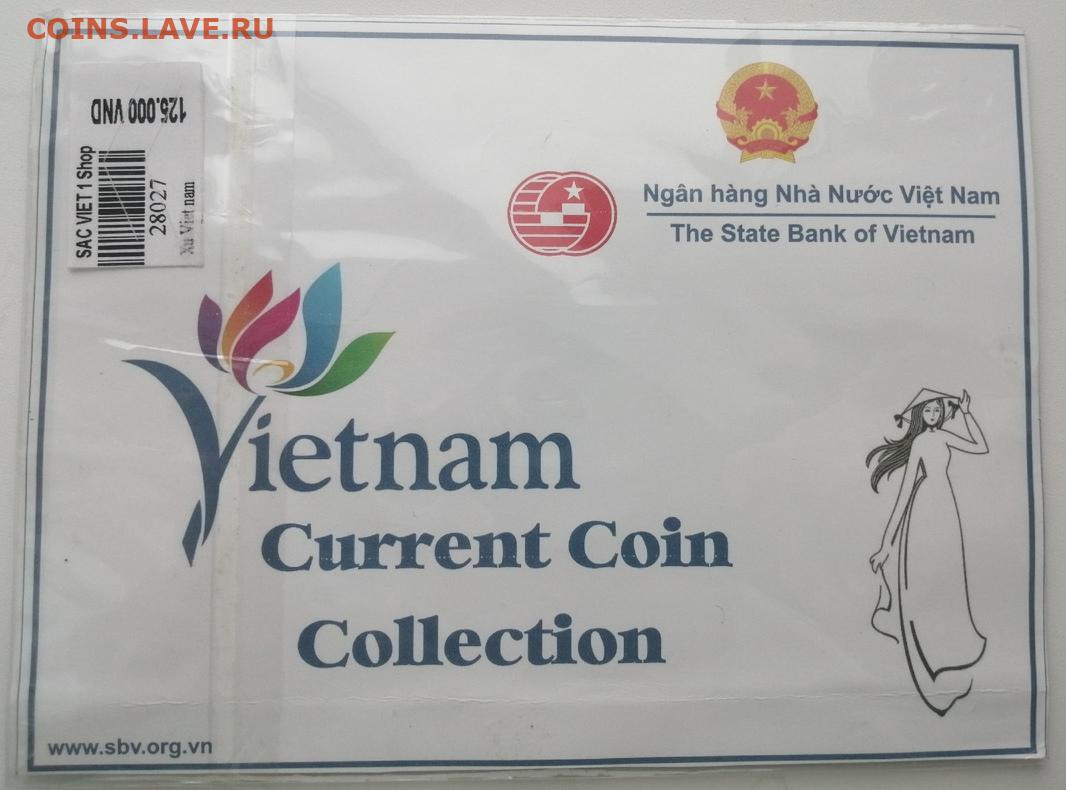 COINS.LAVE.RU
125.000 VND
SAC VIET 1 Shop
28027
Xu Viet nam
Ngân hàng Nhà Nước Việt Nam
The State Bank of Vietnam
Vietnam
Current Coin
Collection
www.sbv.org.vn